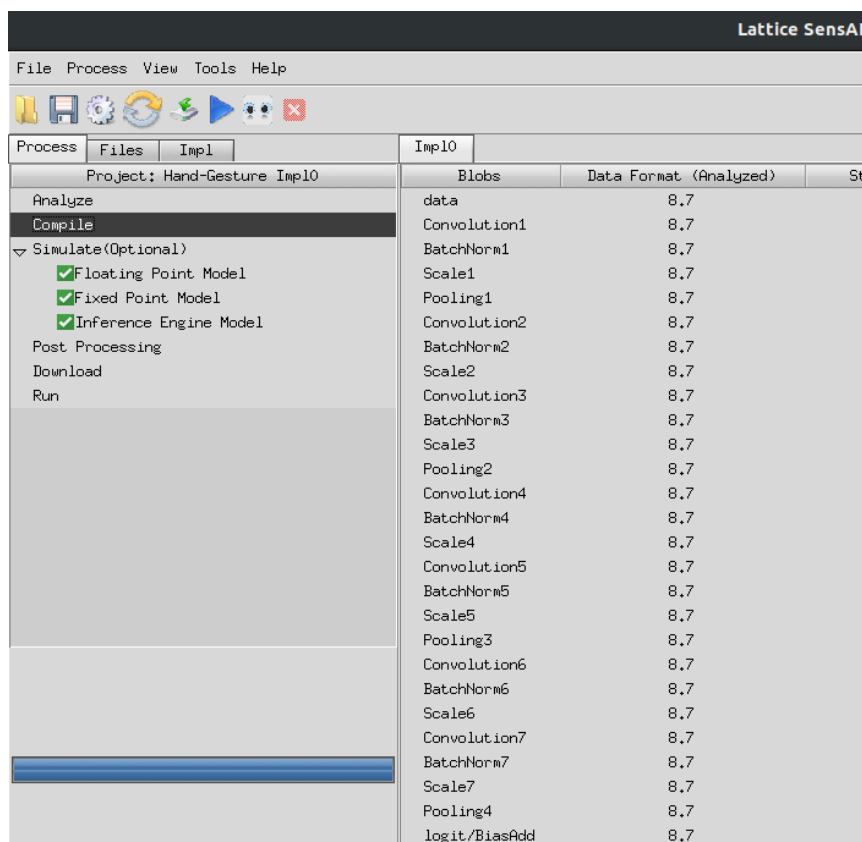 Lattice SensAI
File Process View Tools Help
Process Files Impl
Project: Hand-Gesture Impl0
Analyze
Compile
Simulate(Optional)
Floating Point Model
Fixed Point Model
Inference Engine Model
Post Processing
Download
Run
Impl0
Blobs Data Format (Analyzed) St
data 8.7
Convolution1 8.7
BatchNorm1 8.7
Scale1 8.7
Pooling1 8.7
Convolution2 8.7
BatchNorm2 8.7
Scale2 8.7
Convolution3 8.7
BatchNorm3 8.7
Scale3 8.7
Pooling2 8.7
Convolution4 8.7
BatchNorm4 8.7
Scale4 8.7
Convolution5 8.7
BatchNorm5 8.7
Scale5 8.7
Pooling3 8.7
Convolution6 8.7
BatchNorm6 8.7
Scale6 8.7
Convolution7 8.7
BatchNorm7 8.7
Scale7 8.7
Pooling4 8.7
logit/BiasAdd 8.7